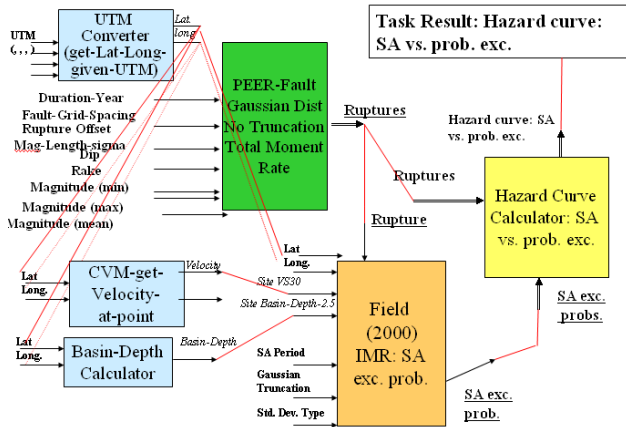 UTM
Converter
(get-Lat-Long-
given-UTM)
Lat.
long
UTM
(, , , )
Task Result: Hazard curve:
SA vs. prob. exc.
PEER-Fault
Gaussian Dist
No Truncation
Total Moment
Rate
Duration-Year
Fault-Grid-Spacing
Rupture Offset
Mag-Length-sigma
Dip
Rake
Magnitude (min)
Magnitude (max)
Magnitude (mean)
Ruptures
Ruptures
Rupture
Hazard curve: SA
vs. prob. exc.
Hazard Curve
Calculator: SA
vs. prob. exc.
Lat
Long.
CVM-get-
Velocity-
at-point
Velocity
Site VS30
Site Basin-Depth-2.5
Lat
Long.
Lat
Long.
Basin-Depth
Calculator
Basin-Depth
Field
(2000)
IMR: SA
exc. prob.
SA Period
Gaussian
Truncation
Std. Dev. Type
SA exc.
probs.
SA exc.
prob.